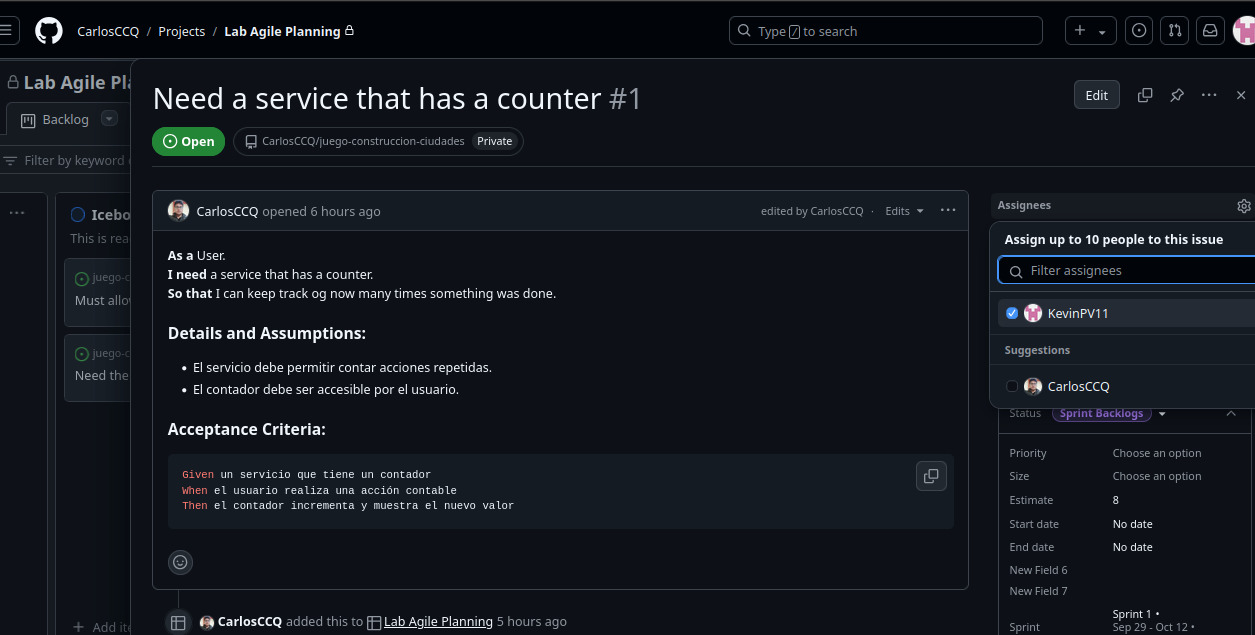 CarlosCCQ / Projects / Lab Agile Planning
Type / to search
Lab Agile Pla
Backlog
Filter by keyword o
Icebo
This is rea
juego-c
Must allo
juego-c
Need the
Add ite
Need a service that has a counter #1
Edit
Open
CarlosCCQ/juego-construccion-ciudades Private
CarlosCCQ opened 6 hours ago
edited by CarlosCCQ · Edits
As a User.
I need a service that has a counter.
So that I can keep track og now many times something was done.
Details and Assumptions:
• El servicio debe permitir contar acciones repetidas.
• El contador debe ser accesible por el usuario.
Acceptance Criteria:
Given un servicio que tiene un contador
When el usuario realiza una acción contable
Then el contador incrementa y muestra el nuevo valor
CarlosCCQ added this to Lab Agile Planning 5 hours ago
Assignees
Assign up to 10 people to this issue
Filter assignees
KevinPV11
Suggestions
CarlosCCQ
Status Sprint Backlogs
Priority Choose an option
Size Choose an option
Estimate 8
Start date No date
End date No date
New Field 6
New Field 7
Sprint 1 •
Sprint Sep 29 - Oct 12 •